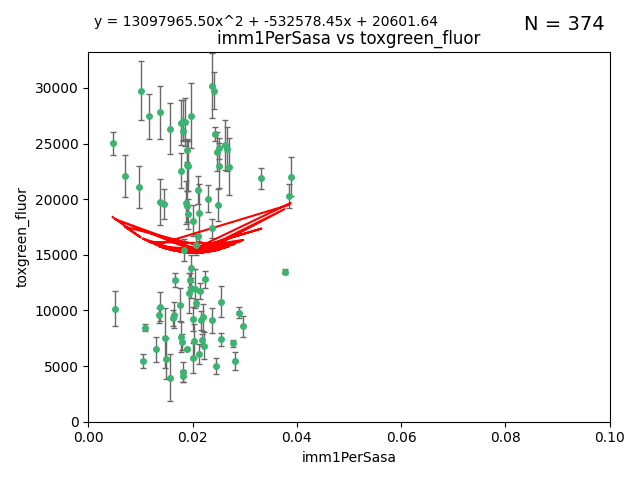 y = 13097965.50x^2 + -532578.45x + 20601.64
N = 374
imm1PerSasa vs toxgreen_fluor
30000
25000
20000
15000
10000
5000
0
toxgreen_fluor
0.00 0.02 0.04 0.06 0.08 0.10
imm1PerSasa